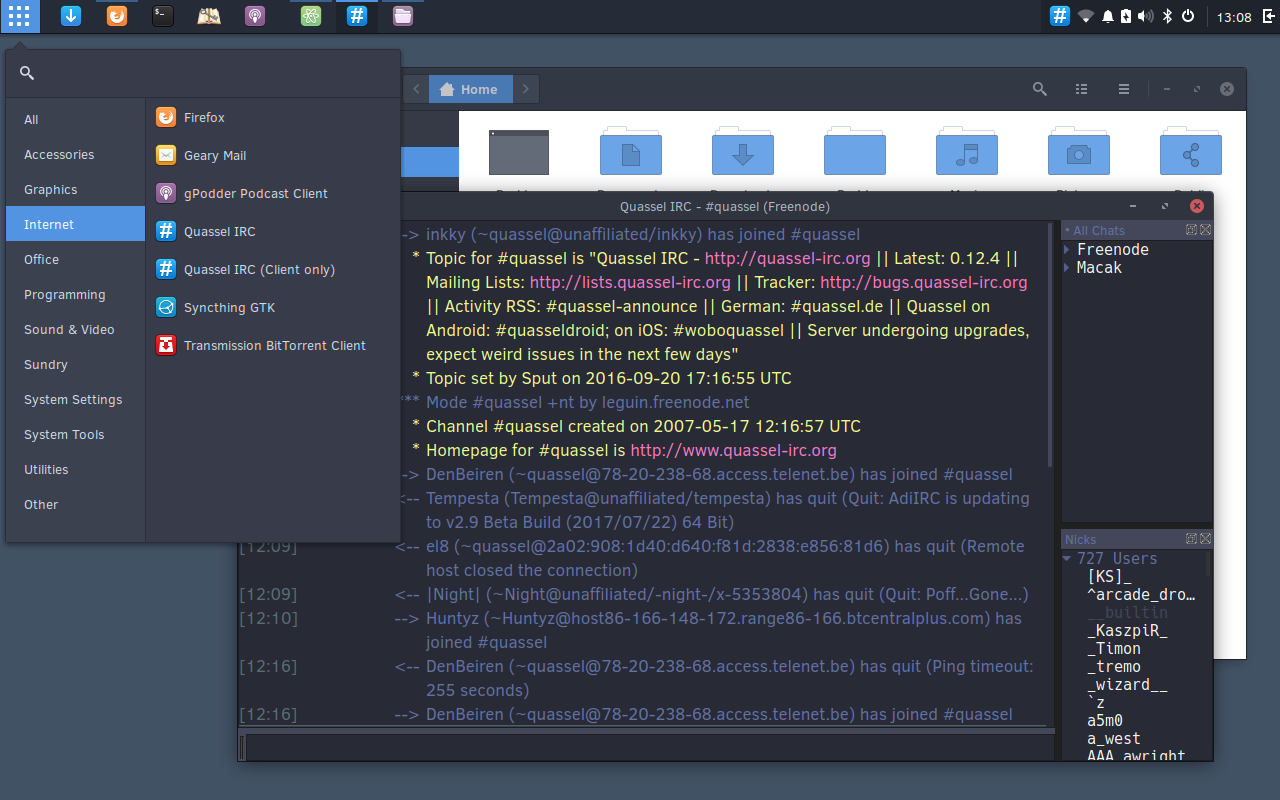 13:08
All
Accessories
Graphics
Internet
Office
Programming
Sound & Video
Sundry
System Settings
System Tools
Utilities
Other
Firefox
Geary Mail
gPodder Podcast Client
Quassel IRC
Quassel IRC (Client only)
Syncthing GTK
Transmission BitTorrent Client
Home
Quassel IRC - #quassel (Freenode)
-> inkky (~quassel@unaffiliated/inkky) has joined #quassel
* Topic for #quassel is "Quassel IRC - http://quassel-irc.org || Latest: 0.12.4 ||
Mailing Lists: http://lists.quassel-irc.org || Tracker: http://bugs.quassel-irc.org
|| Activity RSS: #quassel-announce || German: #quassel.de || Quassel on
Android: #quasseldroid; on iOS: #woboquassel || Server undergoing upgrades,
expect weird issues in the next few days"
* Topic set by Sput on 2016-09-20 17:16:55 UTC
*** Mode #quassel +nt by leguin.freenode.net
* Channel #quassel created on 2007-05-17 12:16:57 UTC
* Homepage for #quassel is http://www.quassel-irc.org
-> DenBeiren (~quassel@78-20-238-68.access.telenet.be) has joined #quassel
<-- Tempesta (Tempesta@unaffiliated/tempesta) has quit (Quit: AdiIRC is updating
to v2.9 Beta Build (2017/07/22) 64 Bit)
[12:09] <-- el8 (~quassel@2a02:908:1d40:d640:f81d:2838:e856:81d6) has quit (Remote
host closed the connection)
[12:09] <-- |Night| (~Night@unaffiliated/-night-/x-5353804) has quit (Quit: Poff...Gone...)
[12:10] --> Huntyz (~Huntyz@host86-166-148-172.range86-166.btcentralplus.com) has
joined #quassel
[12:16] <-- DenBeiren (~quassel@78-20-238-68.access.telenet.be) has quit (Ping timeout:
255 seconds)
[12:16] --> DenBeiren (~quassel@78-20-238-68.access.telenet.be) has joined #quassel
All Chats
Freenode
Macak
Nicks
727 Users
[KS]_
^arcade_dro…
__builtin
_KaszpiR_
_Timon
_tremo
_wizard__
`z
a5m0
a_west
AAA_awright